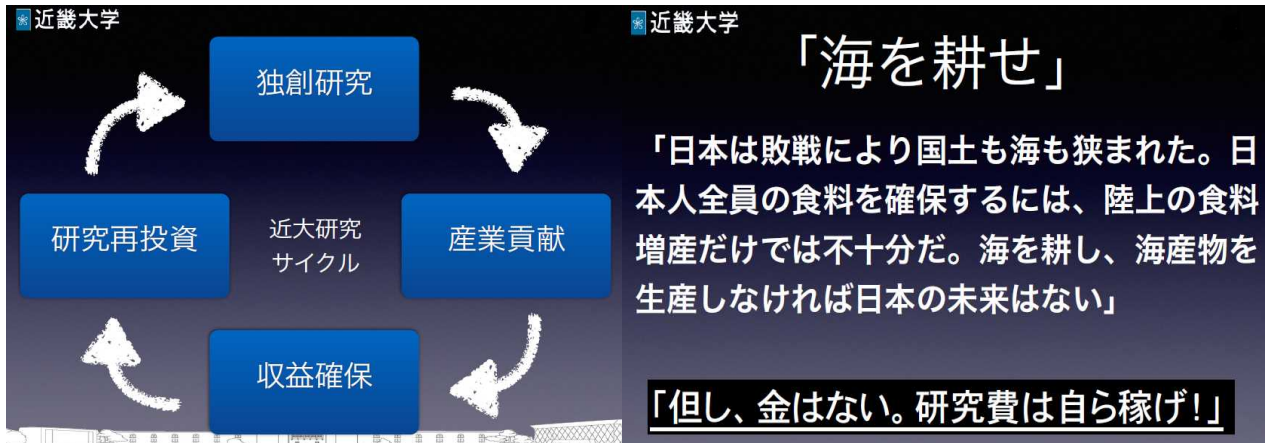 近畿大学
独創研究
研究再投資
近大研究
サイクル
産業貢献
収益確保
近畿大学
「海を耕せ」
「日本は敗戦により国土も海も狭まれた。日
本人全員の食料を確保するには、陸上の食料
増産だけでは不十分だ。海を耕し、海産物を
生産しなければ日本の未来はない」
「但し、金はない。研究費は自ら稼げ!」